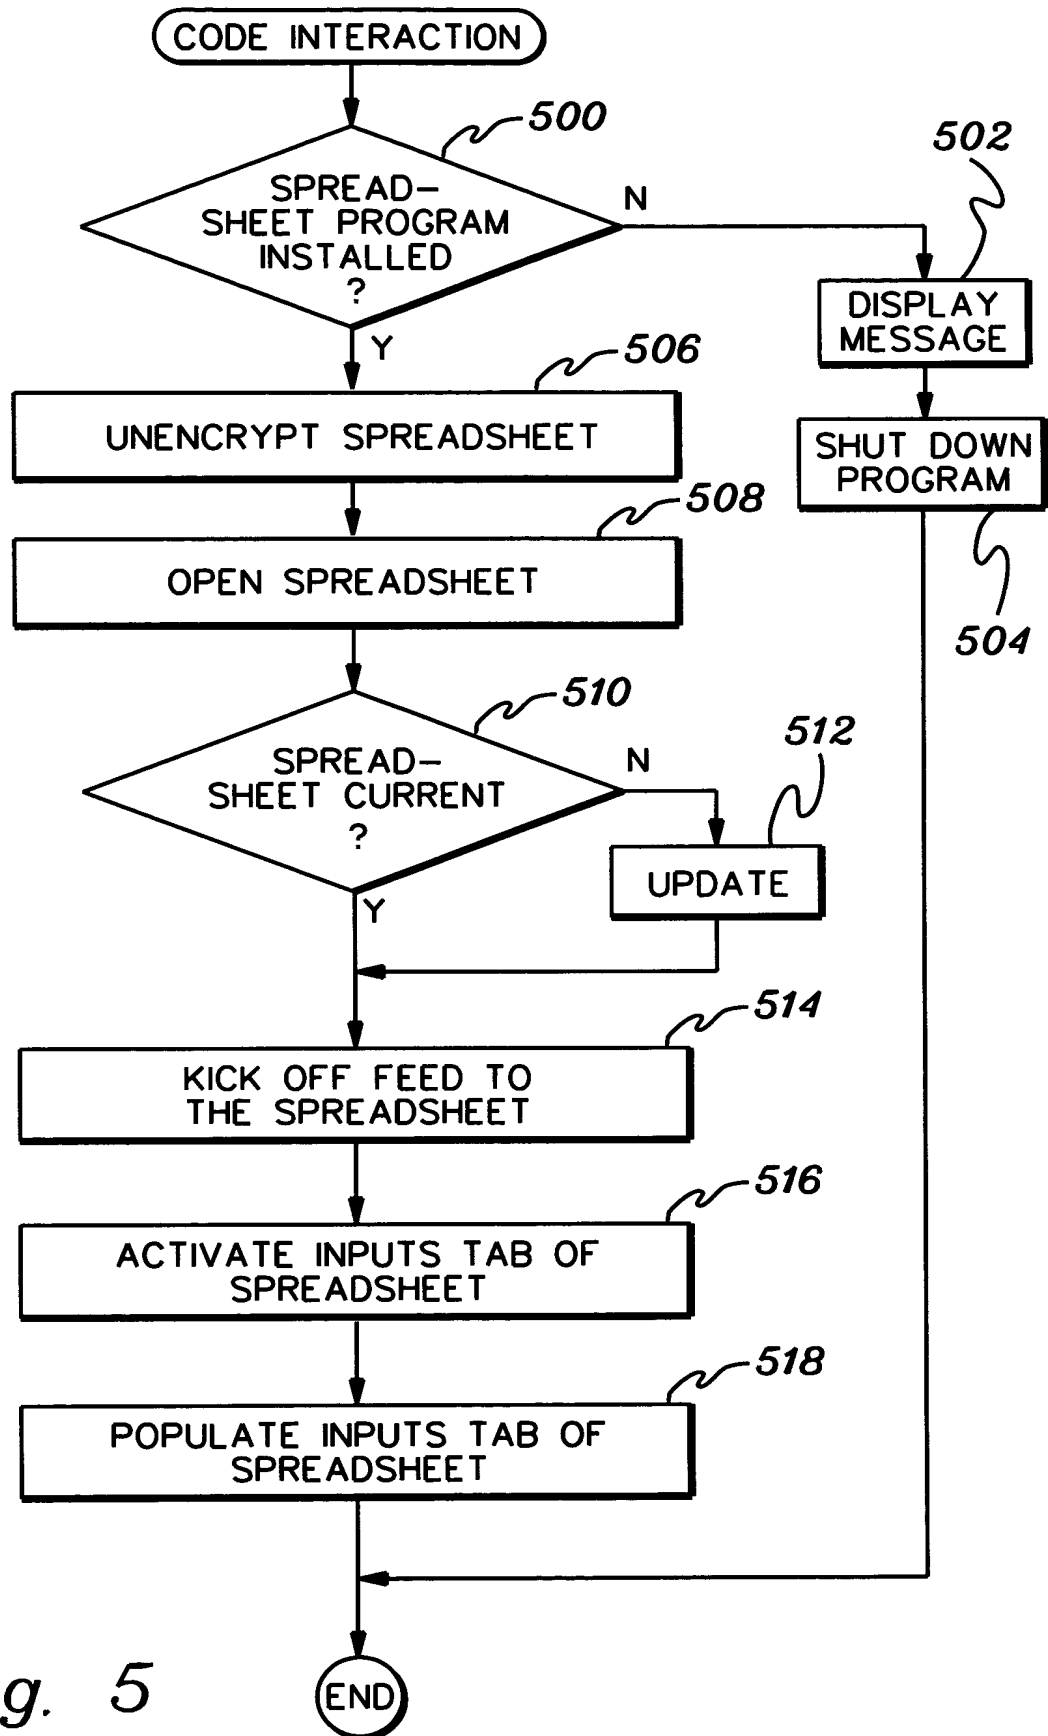 CODE INTERACTION
500
SPREAD-
SHEET PROGRAM
INSTALLED
?
N
502
DISPLAY
MESSAGE
Y
506
UNENCRYPT SPREADSHEET
SHUT DOWN
PROGRAM
504
508
OPEN SPREADSHEET
510
SPREAD-
SHEET CURRENT
?
N
512
UPDATE
Y
514
KICK OFF FEED TO
THE SPREADSHEET
516
ACTIVATE INPUTS TAB OF
SPREADSHEET
518
POPULATE INPUTS TAB OF
SPREADSHEET
END
g. 5